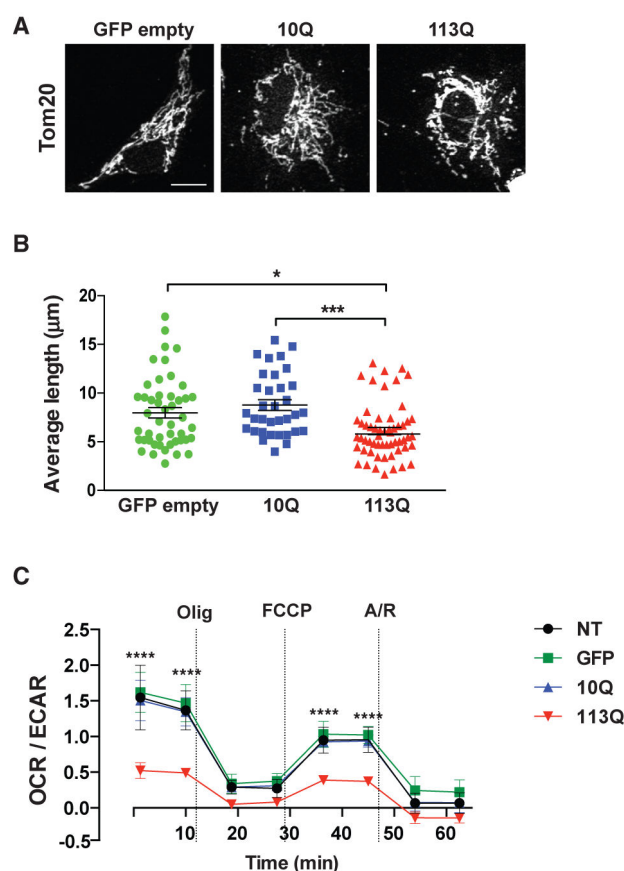 A
GFP empty 10Q 113Q
Tom20
B
* 
***
Average length (μm)
20
15
10
5
0
GFP empty 10Q 113Q
C
Olig FCCP A/R
2.5
2.0
1.5
1.0
0.5
0.0
-0.5
OCR / ECAR
**** **** **** ****
10 20 30 40 50 60
Time (min)
NT
GFP
10Q
113Q